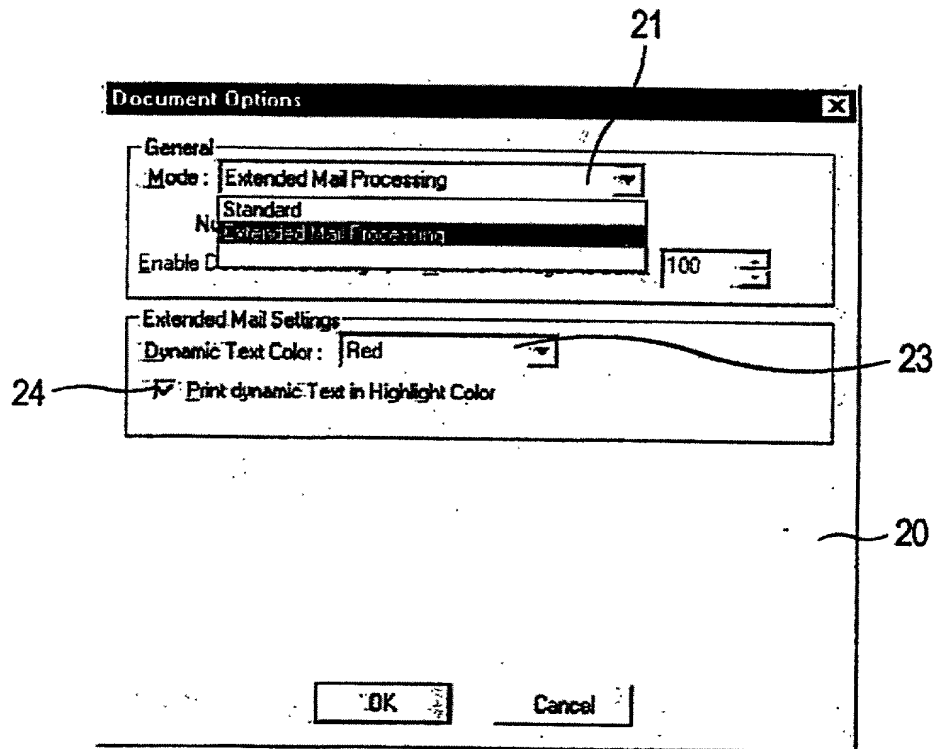 21
Document Options
General
Mode : Extended Mail Processing
Standard
Nu
Extended Mail Processing
Enable D
100
Extended Mail Settings
Dynamic Text Color : Red
23
24
Print dynamic Text in Highlight Color
20
OK Cancel